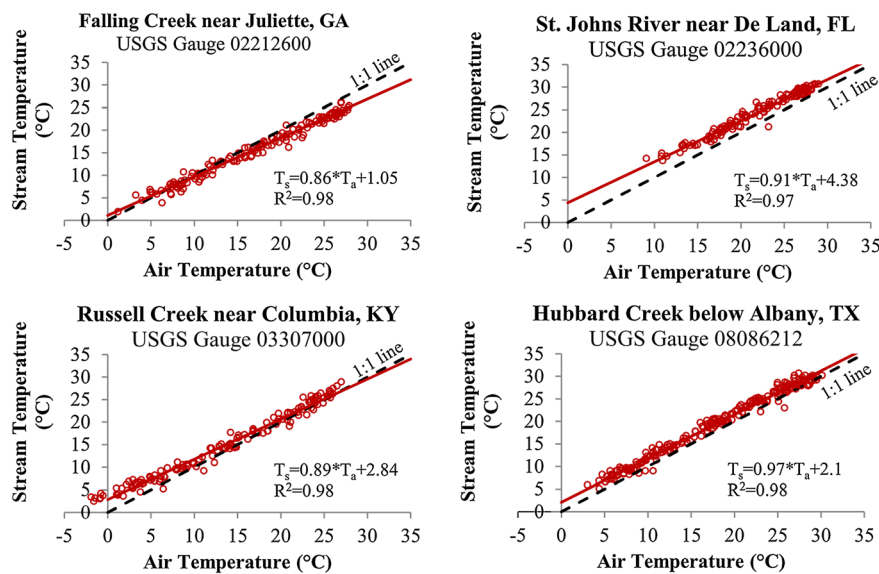 Falling Creek near Juliette, GA
USGS Gauge 02212600
Stream Temperature
(°C)
35
30
25
20
15
10
5
0
1:1 line
Tₛ=0.86*Tₐ+1.05
R²=0.98
-5 0 5 10 15 20 25 30 35
Air Temperature (°C)
St. Johns River near De Land, FL
USGS Gauge 02236000
Stream Temperature
(°C)
35
30
25
20
15
10
5
0
1:1 line
Tₛ=0.91*Tₐ+4.38
R²=0.97
-5 0 5 10 15 20 25 30 35
Air Temperature (°C)
Russell Creek near Columbia, KY
USGS Gauge 03307000
Stream Temperature
(°C)
35
30
25
20
15
10
5
0
1:1 line
Tₛ=0.89*Tₐ+2.84
R²=0.98
-5 0 5 10 15 20 25 30 35
Air Temperature (°C)
Hubbard Creek below Albany, TX
USGS Gauge 08086212
Stream Temperature
(°C)
35
30
25
20
15
10
5
0
1:1 line
Tₛ=0.97*Tₐ+2.1
R²=0.98
-5 0 5 10 15 20 25 30 35
Air Temperature (°C)